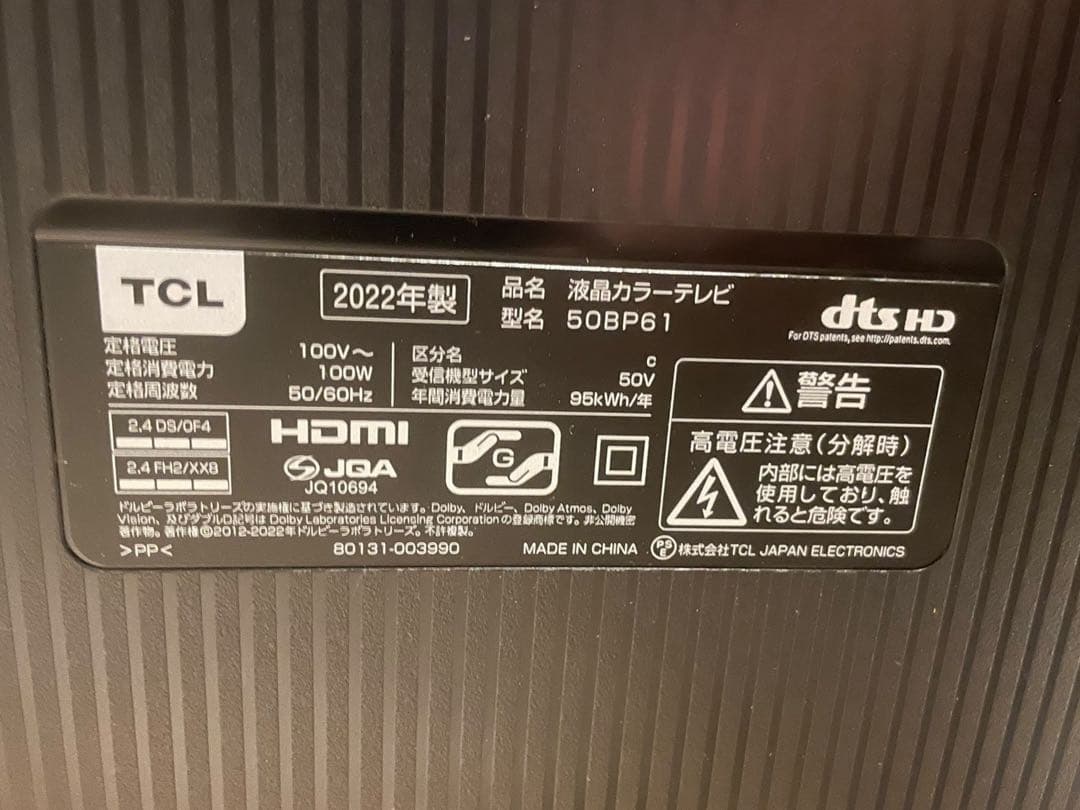 TCL
2022年製
品名 液晶カラーテレビ
型名 50BP61
dts HD
For DTS patents, see http://patents.dts.com.
定格電圧 100V～
定格消費電力 100W
定格周波数 50/60Hz
区分名 C
受信機型サイズ 50V
年間消費電力量 95kWh/年
警告
高電圧注意(分解時)
内部には高電圧を
使用しており、触
れると危険です。
2.4 DS/OF4
2.4 FH2/XX8
HDMI
JQA
JQ10694
G
ドルビーラボラトリーズの実施権に基づき製造されています。Dolby、ドルビー、Dolby Atmos、Dolby
Vision、及びダブルD記号は Dolby Laboratories Licensing Corporation の登録商標です。非公開機密
著作物。著作権 ©2012-2022年ドルビーラボラトリーズ。不許複製。
>PP<
80131-003990
MADE IN CHINA
PSE 株式会社TCL JAPAN ELECTRONICS